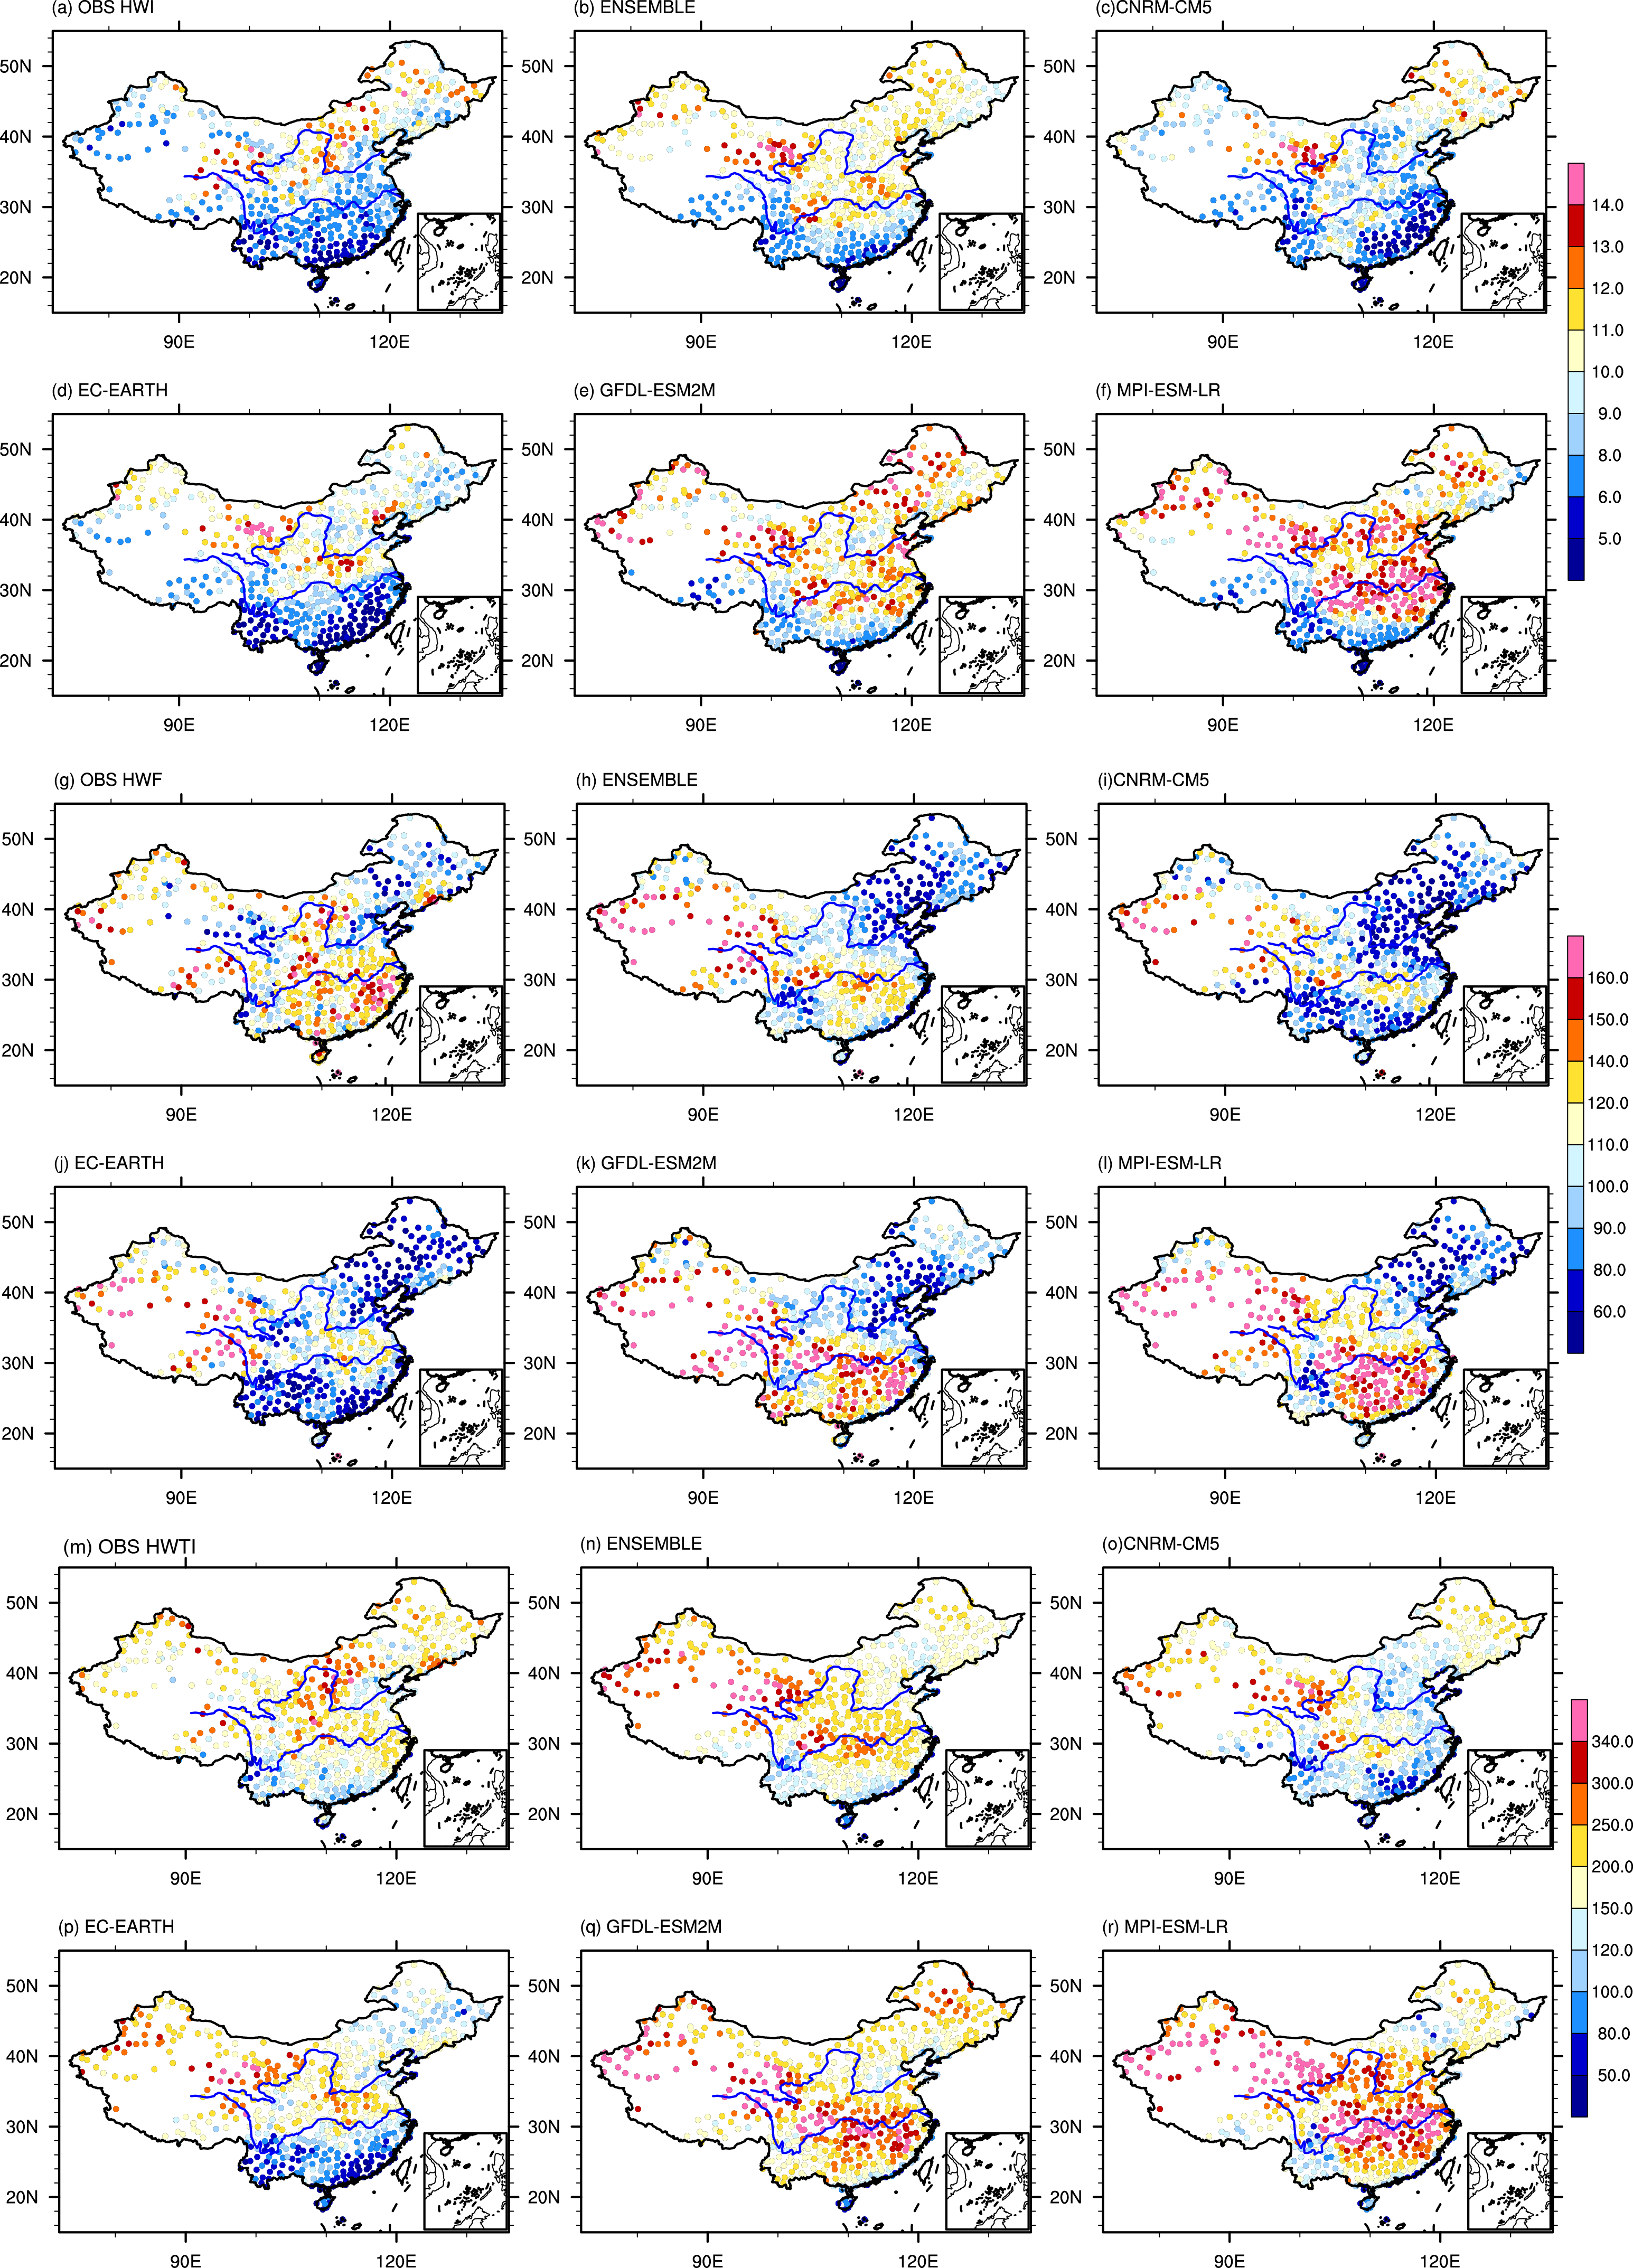 (a) OBS HWI (b) ENSEMBLE (c)CNRM-CM5
50N 50N 50N
40N 40N 40N
30N 30N 30N
20N 20N 20N
90E 120E 90E 120E 90E 120E
14.0
13.0
12.0
11.0
10.0
9.0
8.0
6.0
5.0
(d) EC-EARTH (e) GFDL-ESM2M (f) MPI-ESM-LR
50N 50N 50N
40N 40N 40N
30N 30N 30N
20N 20N 20N
90E 120E 90E 120E 90E 120E
(g) OBS HWF (h) ENSEMBLE (i)CNRM-CM5
50N 50N 50N
40N 40N 40N
30N 30N 30N
20N 20N 20N
90E 120E 90E 120E 90E 120E
160.0
150.0
140.0
120.0
110.0
100.0
90.0
80.0
60.0
(j) EC-EARTH (k) GFDL-ESM2M (l) MPI-ESM-LR
50N 50N 50N
40N 40N 40N
30N 30N 30N
20N 20N 20N
90E 120E 90E 120E 90E 120E
(m) OBS HWTI (n) ENSEMBLE (o)CNRM-CM5
50N 50N 50N
40N 40N 40N
30N 30N 30N
20N 20N 20N
90E 120E 90E 120E 90E 120E
340.0
300.0
250.0
200.0
150.0
120.0
100.0
80.0
50.0
(p) EC-EARTH (q) GFDL-ESM2M (r) MPI-ESM-LR
50N 50N 50N
40N 40N 40N
30N 30N 30N
20N 20N 20N
90E 120E 90E 120E 90E 120E